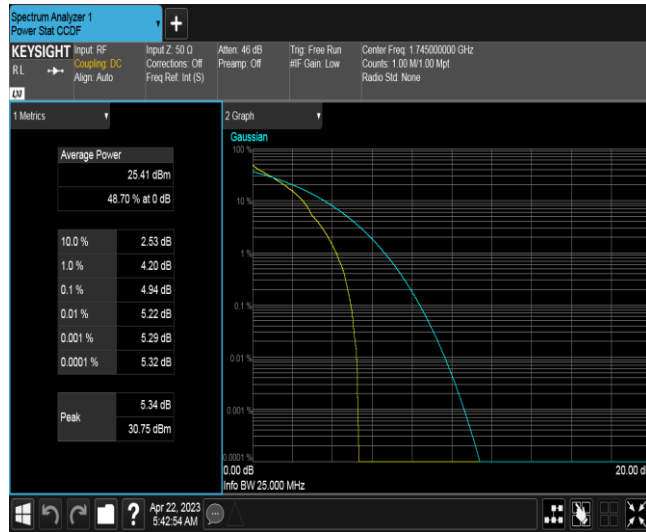 Spectrum Analyzer 1
Power Stat CCDF
KEYSIGHT
RL
LXI
Input: RF
Coupling: DC
Align: Auto
Input Z: 50 Ω
Corrections: Off
Freq Ref: Int (S)
Atten: 46 dB
Preamp: Off
Trig: Free Run
#IF Gain: Low
Center Freq: 1.745000000 GHz
Counts: 1.00 M/1.00 Mpt
Radio Std: None
1 Metrics
Average Power
25.41 dBm
48.70 % at 0 dB
10.0 % 2.53 dB
1.0 % 4.20 dB
0.1 % 4.94 dB
0.01 % 5.22 dB
0.001 % 5.29 dB
0.0001 % 5.32 dB
Peak
5.34 dB
30.75 dBm
2 Graph
Gaussian
100 %
10 %
1 %
0.1 %
0.01 %
0.001 %
0.0001 %
0.00 dB
20.00 d
Info BW 25.000 MHz
Apr 22, 2023
5:42:54 AM